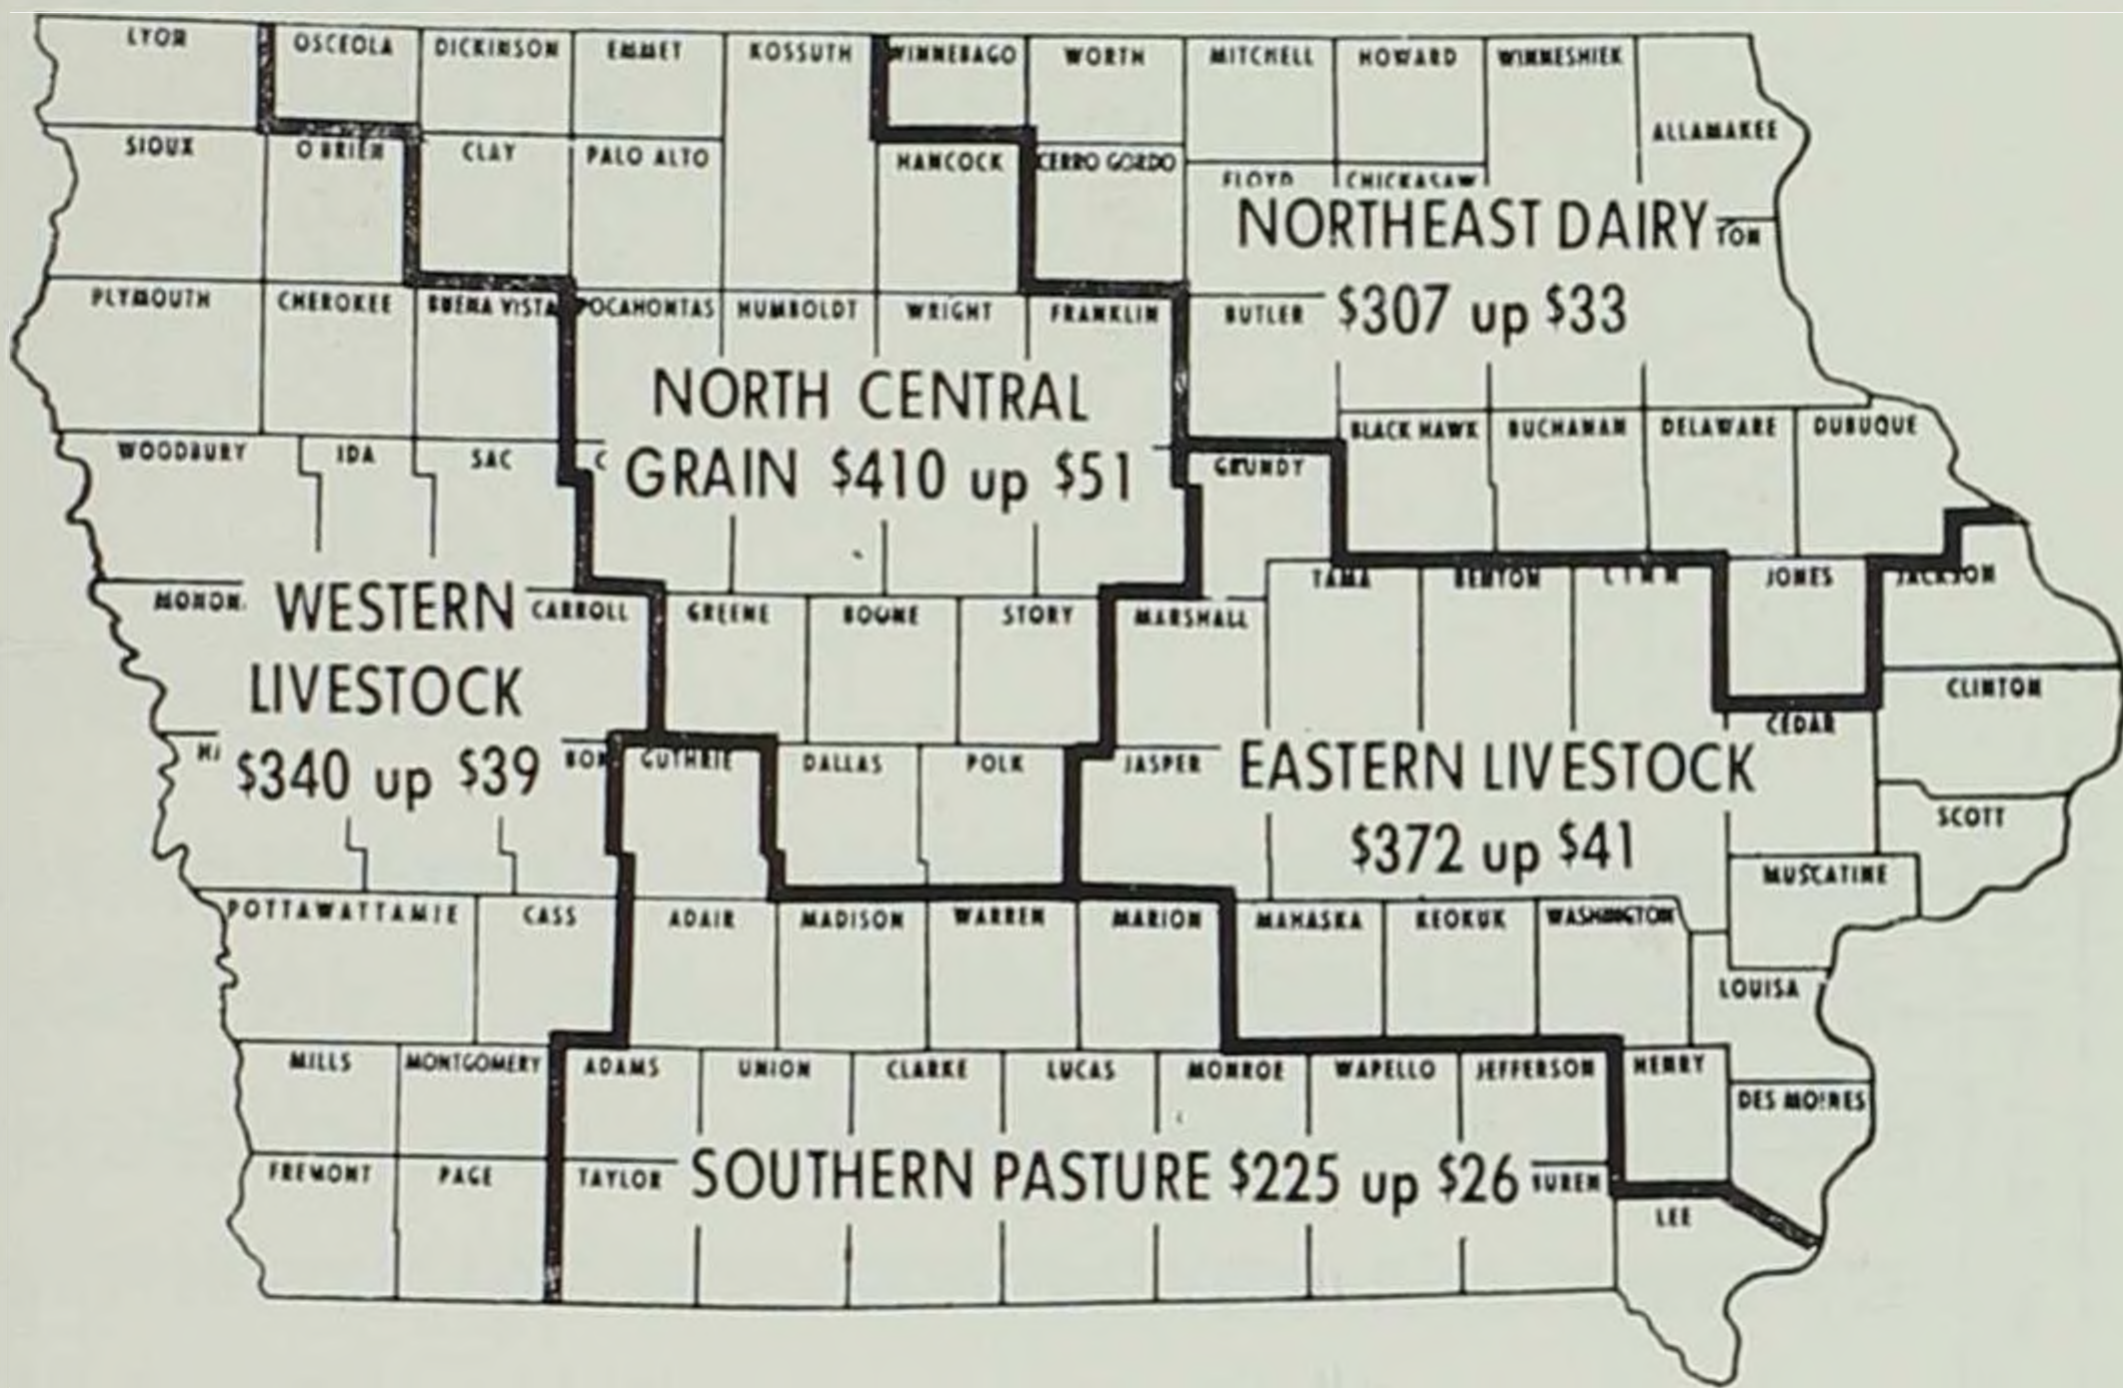 LYON OSCEOLA DICKINSON EMMET KOSSUTH WINNEBAGO WORTH MITCHELL HOWARD WINNESHIEK
ALLAMAKEE
SIOUX O'BRIEN CLAY PALO ALTO HANCOCK CERRO GORDO
FLOYD CHICKASAW
NORTHEAST DAIRY TON
PLYMOUTH CHEROKEE BUENA VISTA POCAHONTAS HUMBOLDT WRIGHT FRANKLIN BUTLER $307 up $33
NORTH CENTRAL
BLACK HAWK BUCHANAN DELAWARE DUBUQUE
WOODBURY IDA SAC C GRAIN $410 up $51 GRUNDY
TAMA BENTON LINN JONES JACKSON
MONON. WESTERN CARROLL GREENE BOONE STORY MARSHALL
LIVESTOCK CLINTON
CEDAR
$340 up $39 BON GUTHRIE DALLAS POLK JASPER EASTERN LIVESTOCK
SCOTT
$372 up $41
MUSCATINE
POTTAWATTAMIE CASS ADAIR MADISON WARREN MARION MAHASKA KEOKUK WASHINGTON
LOUISA
MILLS MONTGOMERY ADAMS UNION CLARKE LUCAS MONROE WAPELLO JEFFERSON HENRY
DES MOINES
FREMONT PAGE TAYLOR SOUTHERN PASTURE $225 up $26 BUREN
LEE